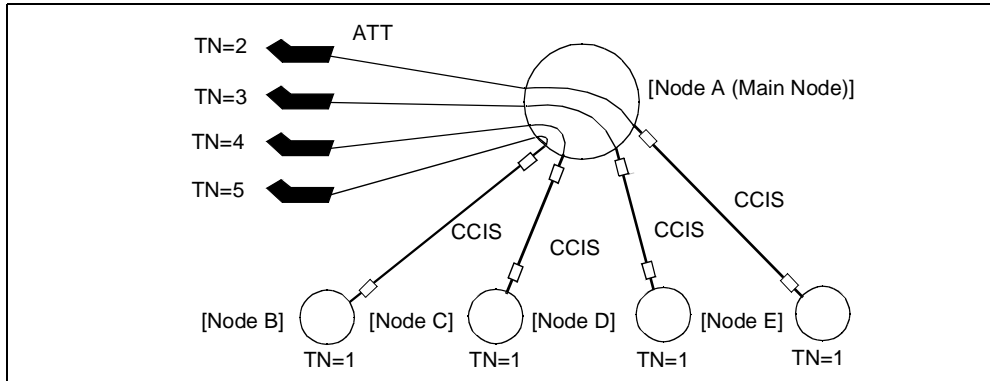 ATT
TN=2
[Node A (Main Node)]
TN=3
TN=4
TN=5
CCIS
CCIS
CCIS
CCIS
[Node B]
[Node C]
[Node D]
[Node E]
TN=1
TN=1
TN=1
TN=1